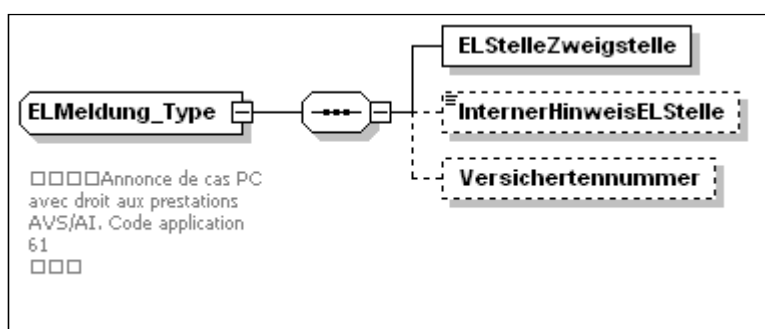 ELStelleZweigstelle
ELMeldung_Type
InternerHinweisELStelle
Versichertennummer
□□□□Annonce de cas PC
avec droit aux prestations
AVS/AI. Code application
61
□□□